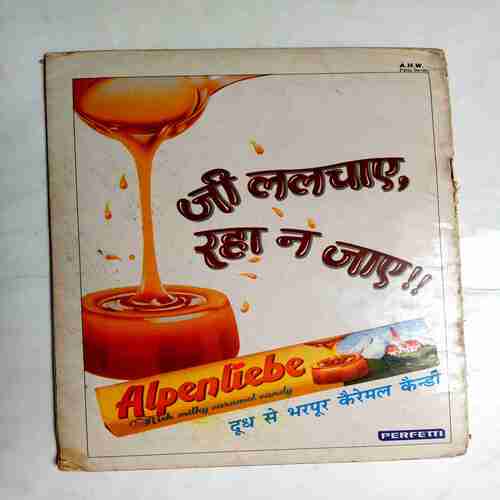 A.H.W.
जी ललचाए,
रहा न जाए!!
Alpenliebe
Rich milky caramel candy
दूध से भरपूर कैरेमल कैन्डी
PERFETTI